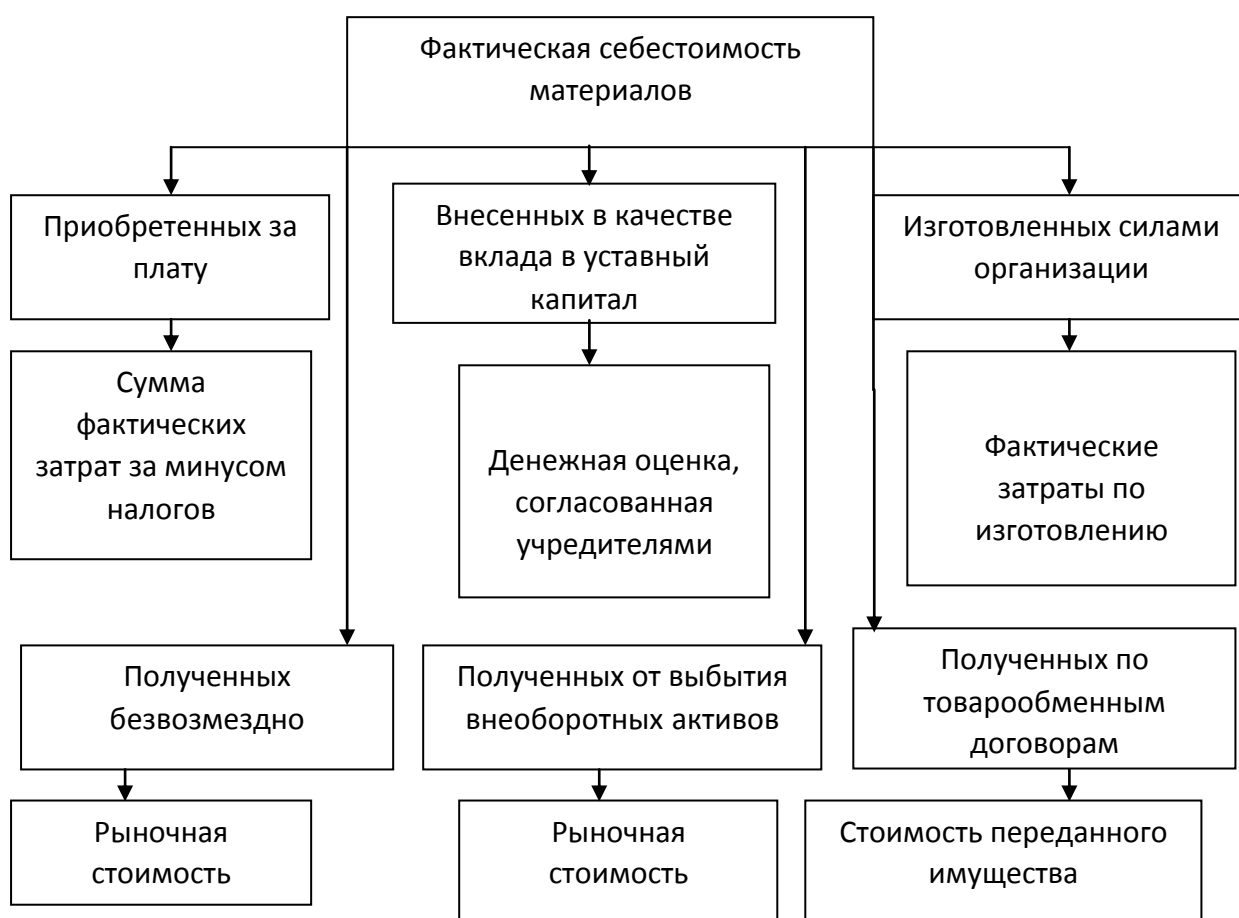 Фактическая себестоимость
материалов
Приобретенных за
плату
Внесенных в качестве
вклада в уставный
капитал
Изготовленных силами
организации
Сумма
фактических
затрат за минусом
налогов
Денежная оценка,
согласованная
учредителями
Фактические
затраты по
изготовлению
Полученных
безвозмездно
Полученных от выбытия
внеоборотных активов
Полученных по
товарообменным
договорам
Рыночная
стоимость
Рыночная
стоимость
Стоимость переданного
имущества